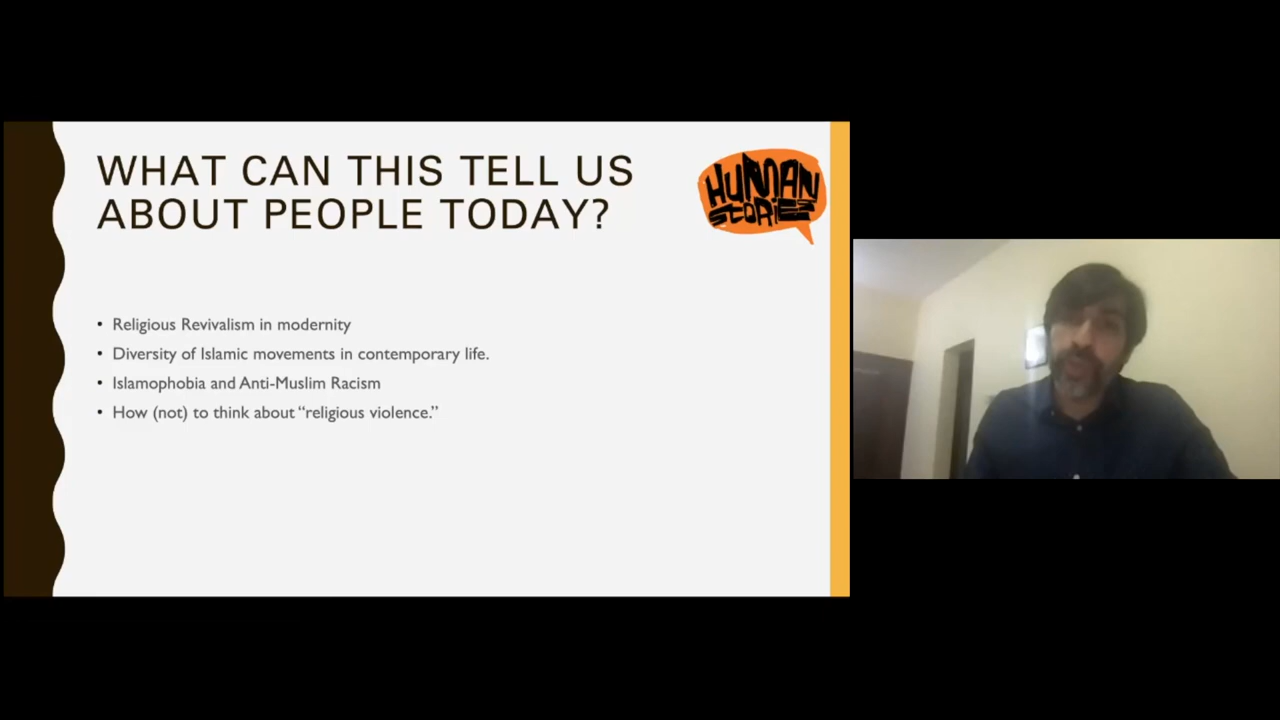 WHAT CAN THIS TELL US
ABOUT PEOPLE TODAY?
HUMAN
STORIES
• Religious Revivalism in modernity
• Diversity of Islamic movements in contemporary life.
• Islamophobia and Anti-Muslim Racism
• How (not) to think about “religious violence.”